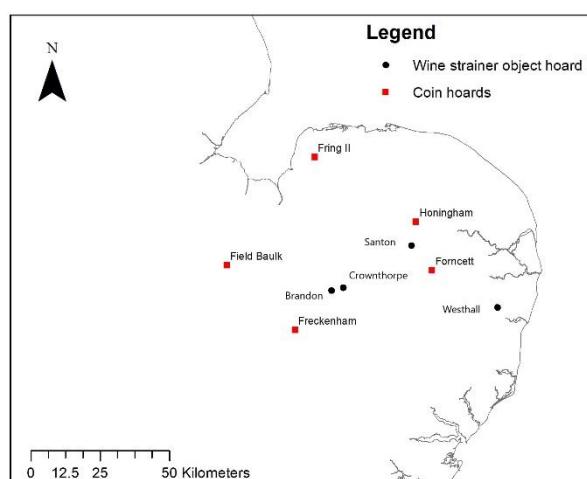 Legend
N
Wine strainer object hoard
Coin hoards
Fring II
Honingham
Santon
Field Baulk
Forncett
Crownthorpe
Brandon
Westhall
Freckenham
0 12.5 25 50 Kilometers